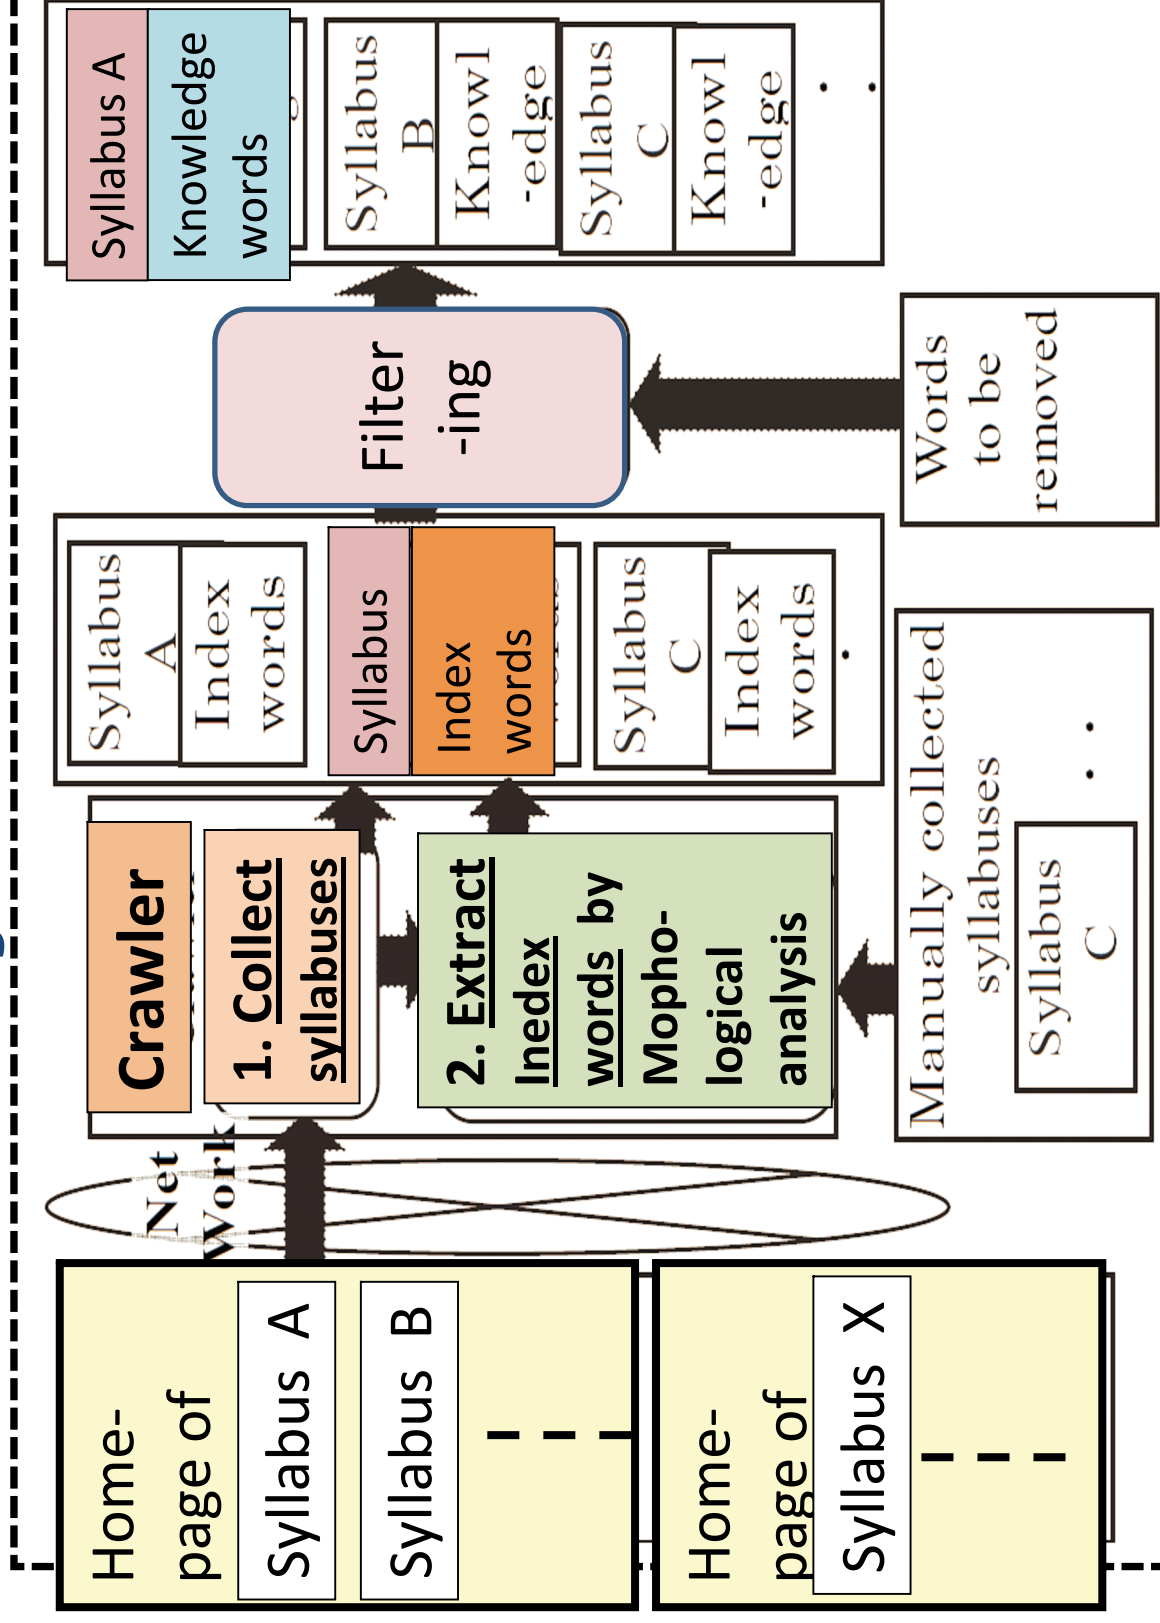 Home-
page of
Syllabus A
Syllabus B
Home-
page of
Syllabus X
Net
Work
Crawler
1. Collect
syllabuses
2. Extract
Inedex
words by
Mopho-
logical
analysis
Manually collected
syllabuses
Syllabus
C
Syllabus
A
Index
words
Syllabus
Index
words
Syllabus
C
Index
words
Filter
-ing
Words
to be
removed
Syllabus A
Knowledge
words
Syllabus
B
Knowl
-edge
Syllabus
C
Knowl
-edge